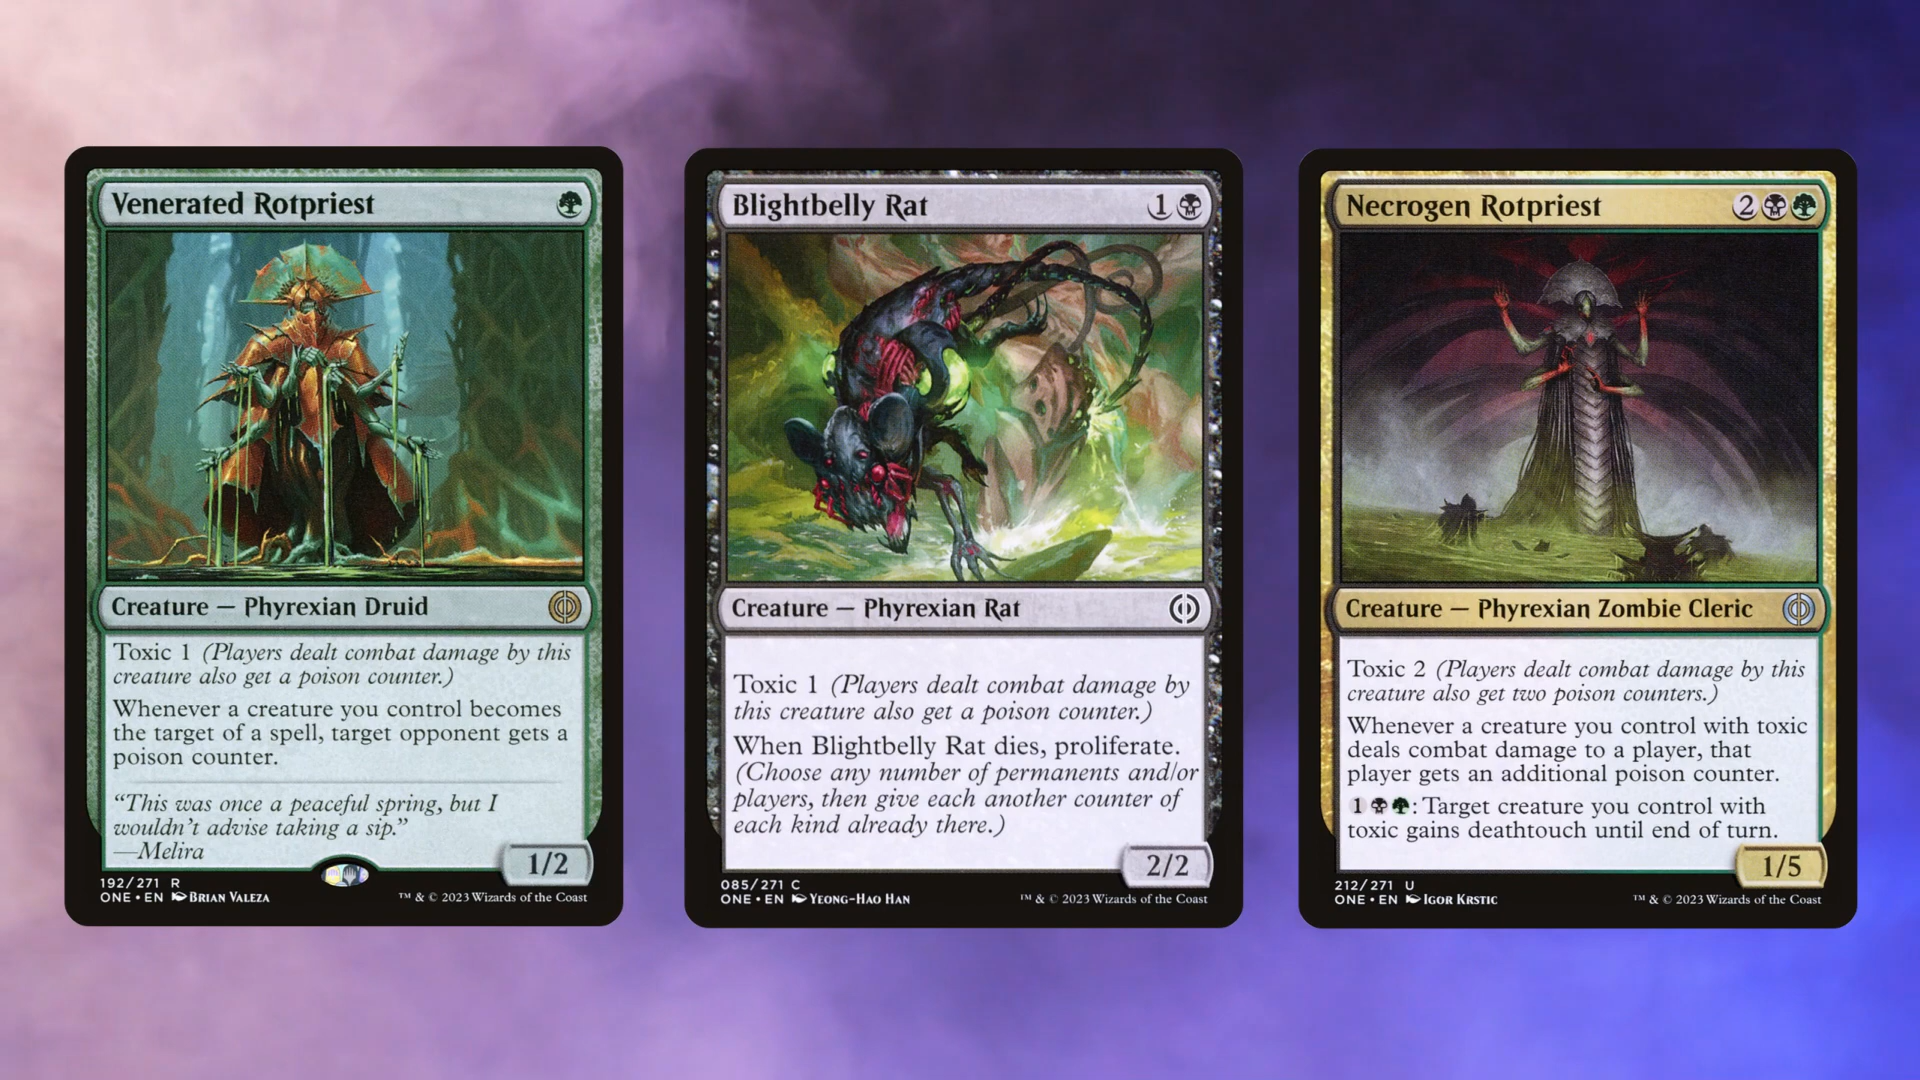 Venerated Rotpriest
Creature — Phyrexian Druid
Toxic 1 (Players dealt combat damage by this
creature also get a poison counter.)
Whenever a creature you control becomes
the target of a spell, target opponent gets a
poison counter.
“This was once a peaceful spring, but I
wouldn’t advise taking a sip.”
—Melira
1/2
192/271 R
ONE • EN BRIAN VALEZA
™ & © 2023 Wizards of the Coast
Blightbelly Rat
1
Creature — Phyrexian Rat
Toxic 1 (Players dealt combat damage by
this creature also get a poison counter.)
When Blightbelly Rat dies, proliferate.
(Choose any number of permanents and/or
players, then give each another counter of
each kind already there.)
2/2
085/271 C
ONE • EN YEONG-HAO HAN
™ & © 2023 Wizards of the Coast
Necrogen Rotpriest
2
Creature — Phyrexian Zombie Cleric
Toxic 2 (Players dealt combat damage by this
creature also get two poison counters.)
Whenever a creature you control with toxic
deals combat damage to a player, that
player gets an additional poison counter.
1 : Target creature you control with
toxic gains deathtouch until end of turn.
1/5
212/271 U
ONE • EN IGOR KRSTIC
™ & © 2023 Wizards of the Coast